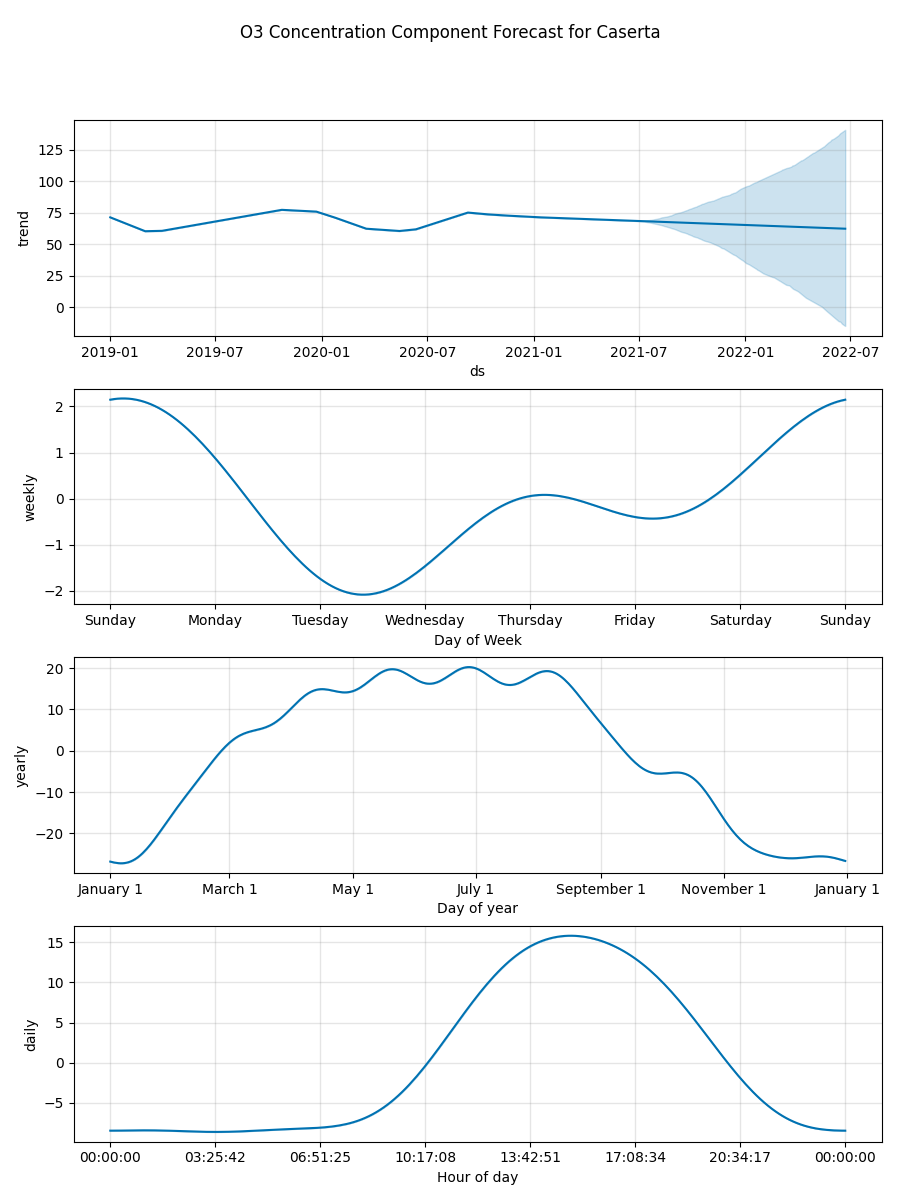 O3 Concentration Component Forecast for Caserta
trend
125
100
75
50
25
0
2019-01 2019-07 2020-01 2020-07 2021-01 2021-07 2022-01 2022-07
ds
weekly
2
1
0
−1
−2
Sunday Monday Tuesday Wednesday Thursday Friday Saturday Sunday
Day of Week
yearly
20
10
0
−10
−20
January 1 March 1 May 1 July 1 September 1 November 1 January 1
Day of year
daily
15
10
5
0
−5
00:00:00 03:25:42 06:51:25 10:17:08 13:42:51 17:08:34 20:34:17 00:00:00
Hour of day